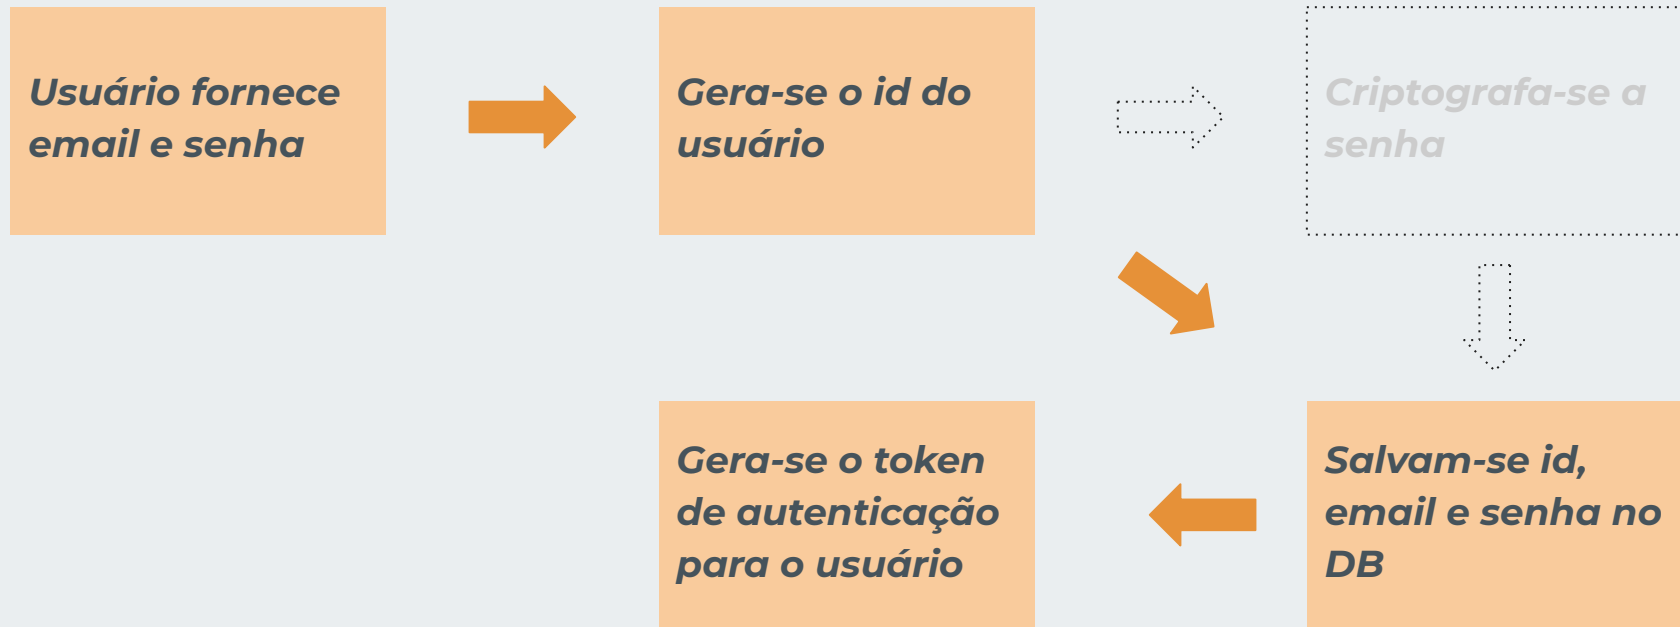 Usuário fornece
email e senha
Gera-se o id do
usuário
Criptografa-se a
senha
Salvam-se id,
email e senha no
DB
Gera-se o token
de autenticação
para o usuário